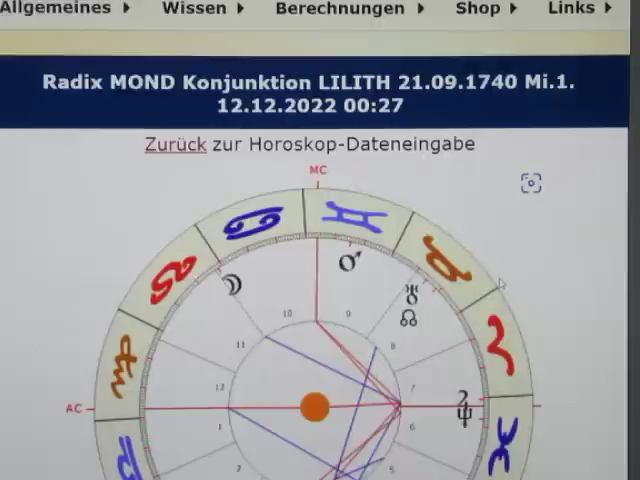 Allgemeines Wissen Berechnungen Shop Links
Radix MOND Konjunktion LILITH 21.09.1740 Mi.1.
12.12.2022 00:27
Zurück zur Horoskop-Dateneingabe
MC
10 9
11 8
12 7
AC
1 6
2 5